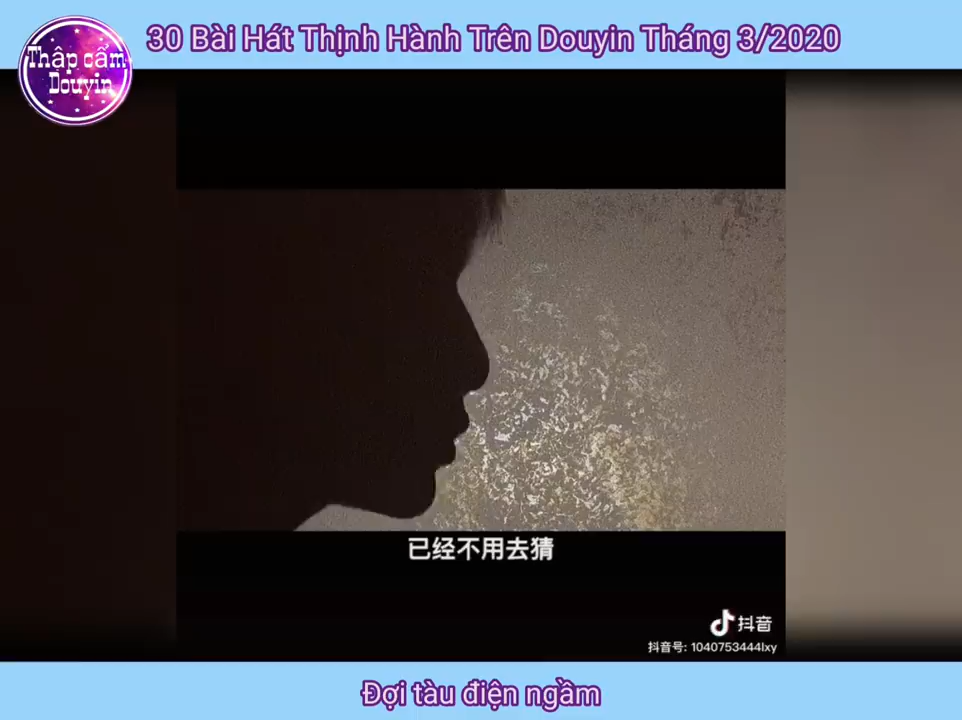 30 Bài Hát Thịnh Hành Trên Douyin Tháng 3/2020
Thập cẩm
Douyin
已经不用去猜
抖音
抖音号: 1040753444lxy
Đợi tàu điện ngầm